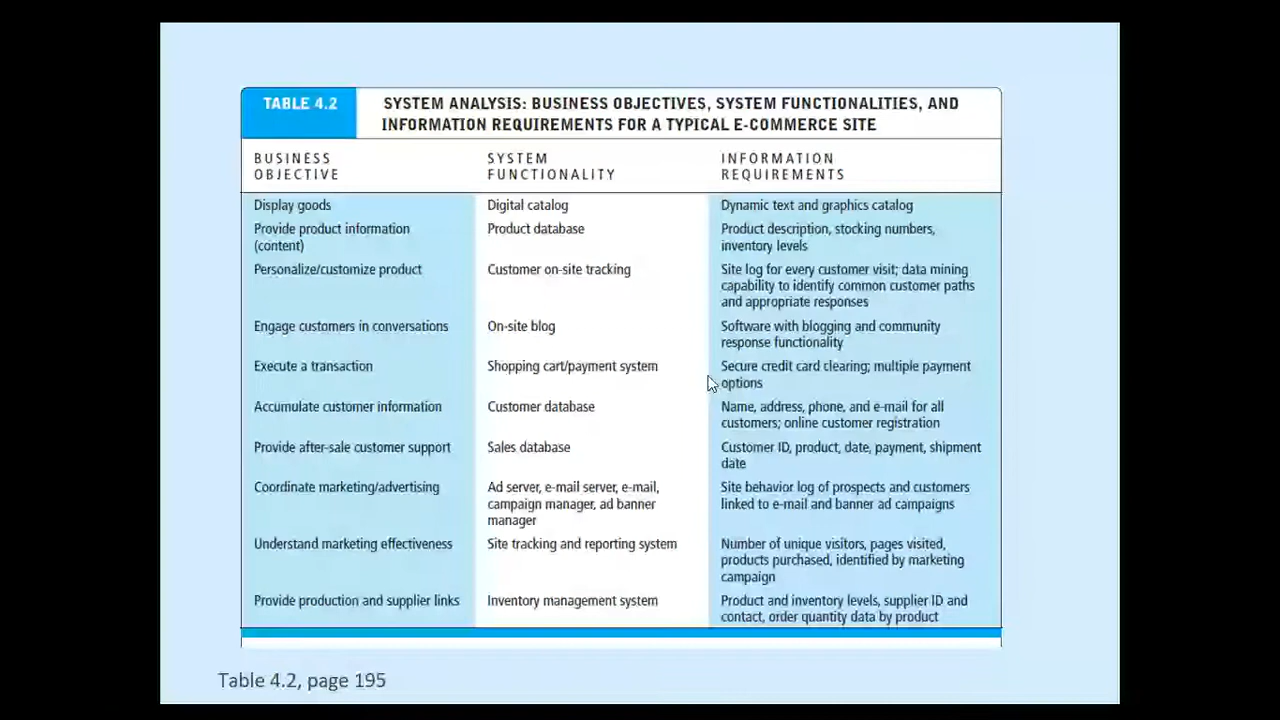 TABLE 4.2
SYSTEM ANALYSIS: BUSINESS OBJECTIVES, SYSTEM FUNCTIONALITIES, AND
INFORMATION REQUIREMENTS FOR A TYPICAL E-COMMERCE SITE
BUSINESS
OBJECTIVE
SYSTEM
FUNCTIONALITY
INFORMATION
REQUIREMENTS
Display goods
Digital catalog
Dynamic text and graphics catalog
Provide product information
(content)
Product database
Product description, stocking numbers,
inventory levels
Personalize/customize product
Customer on-site tracking
Site log for every customer visit; data mining
capability to identify common customer paths
and appropriate responses
Engage customers in conversations
On-site blog
Software with blogging and community
response functionality
Execute a transaction
Shopping cart/payment system
Secure credit card clearing; multiple payment
options
Accumulate customer information
Customer database
Name, address, phone, and e-mail for all
customers; online customer registration
Provide after-sale customer support
Sales database
Customer ID, product, date, payment, shipment
date
Coordinate marketing/advertising
Ad server, e-mail server, e-mail,
campaign manager, ad banner
manager
Site behavior log of prospects and customers
linked to e-mail and banner ad campaigns
Understand marketing effectiveness
Site tracking and reporting system
Number of unique visitors, pages visited,
products purchased, identified by marketing
campaign
Provide production and supplier links
Inventory management system
Product and inventory levels, supplier ID and
contact, order quantity data by product
Table 4.2, page 195